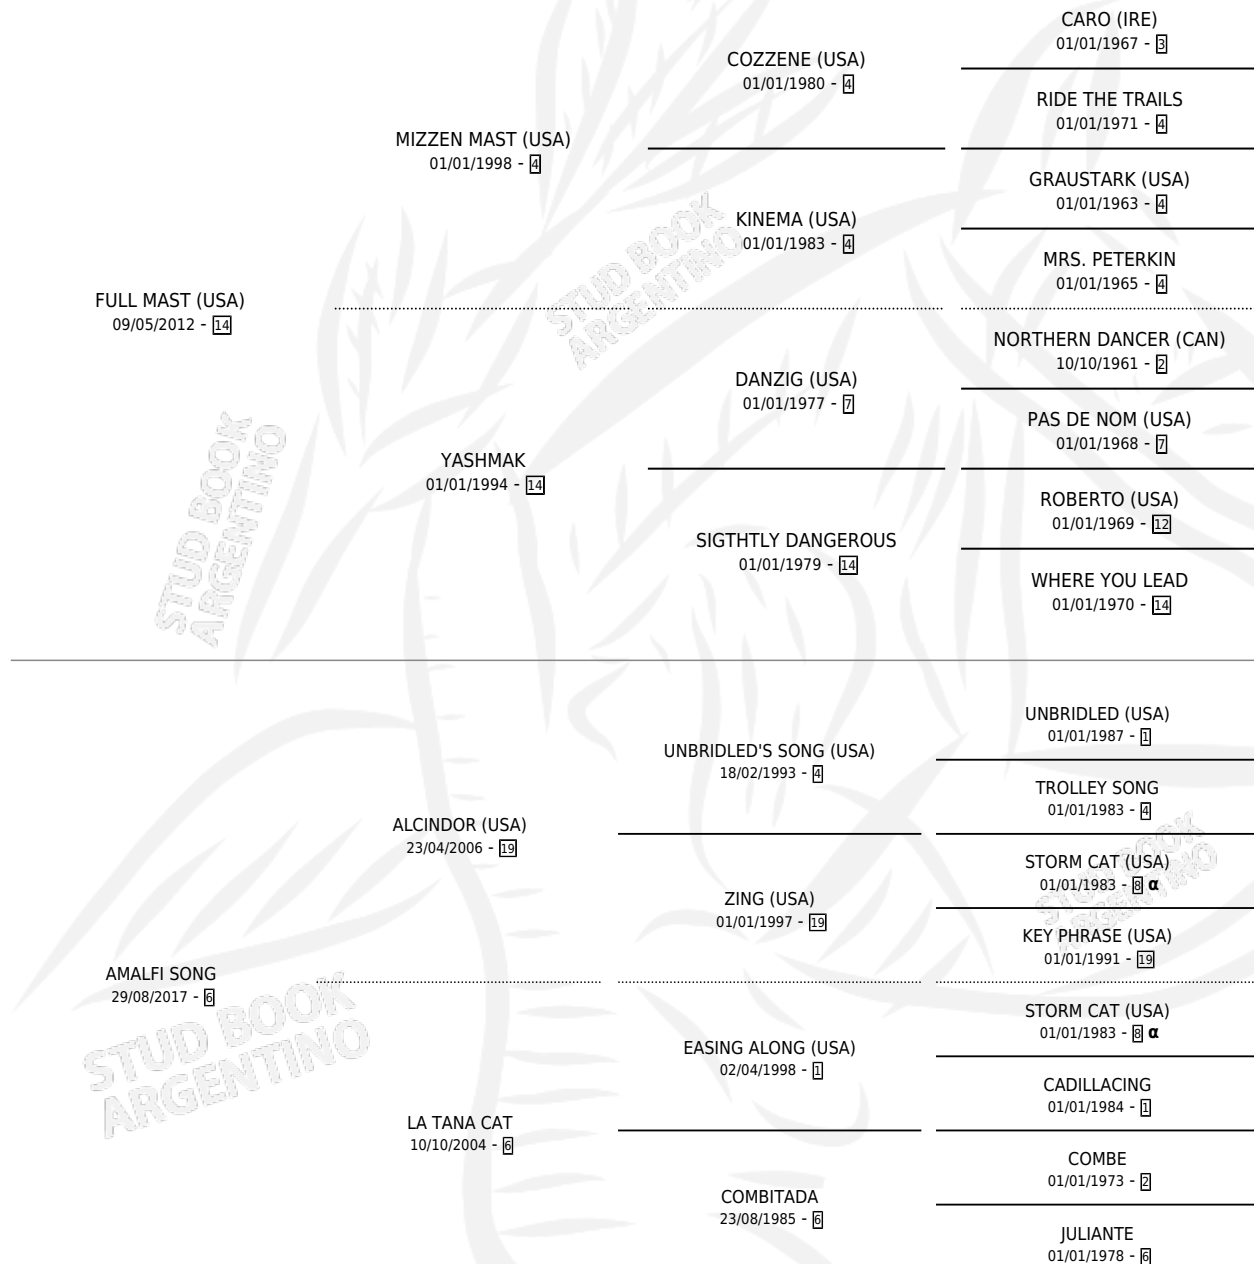 CARO (IRE)
01/01/1967 - 3
COZZENE (USA)
01/01/1980 - 4
RIDE THE TRAILS
01/01/1971 - 4
MIZZEN MAST (USA)
01/01/1998 - 4
GRAUSTARK (USA)
01/01/1963 - 4
KINEMA (USA)
01/01/1983 - 4
MRS. PETERKIN
01/01/1965 - 4
FULL MAST (USA)
09/05/2012 - 14
NORTHERN DANCER (CAN)
10/10/1961 - 2
DANZIG (USA)
01/01/1977 - 7
PAS DE NOM (USA)
01/01/1968 - 7
YASHMAK
01/01/1994 - 14
ROBERTO (USA)
01/01/1969 - 12
SIGTHTLY DANGEROUS
01/01/1979 - 14
WHERE YOU LEAD
01/01/1970 - 14
UNBRIDLED (USA)
01/01/1987 - 1
UNBRIDLED'S SONG (USA)
18/02/1993 - 4
TROLLEY SONG
01/01/1983 - 4
ALCINDOR (USA)
23/04/2006 - 19
STORM CAT (USA)
01/01/1983 - 8 α
ZING (USA)
01/01/1997 - 19
KEY PHRASE (USA)
01/01/1991 - 19
AMALFI SONG
29/08/2017 - 6
STORM CAT (USA)
01/01/1983 - 8 α
EASING ALONG (USA)
02/04/1998 - 1
CADILLACING
01/01/1984 - 1
LA TANA CAT
10/10/2004 - 6
COMBE
01/01/1973 - 2
COMBITADA
23/08/1985 - 6
JULIANTE
01/01/1978 - 6
STUD BOOK
ARGENTINO
STUD BOOK
ARGENTINO
STUD BOOK
ARGENTINO
STUD BOOK
ARGENTINO